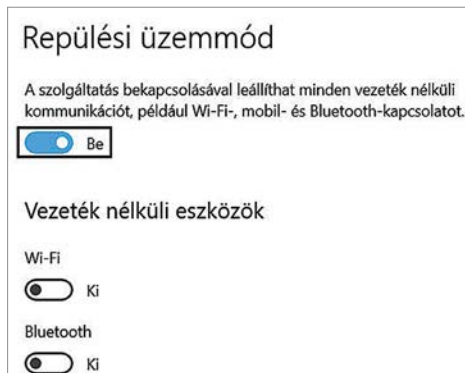 Repülési üzemmód
A szolgáltatás bekapcsolásával leállíthat minden vezeték nélküli
kommunikációt, például Wi-Fi-, mobil- és Bluetooth-kapcsolatot.
Be
Vezeték nélküli eszközök
Wi-Fi
Ki
Bluetooth
Ki